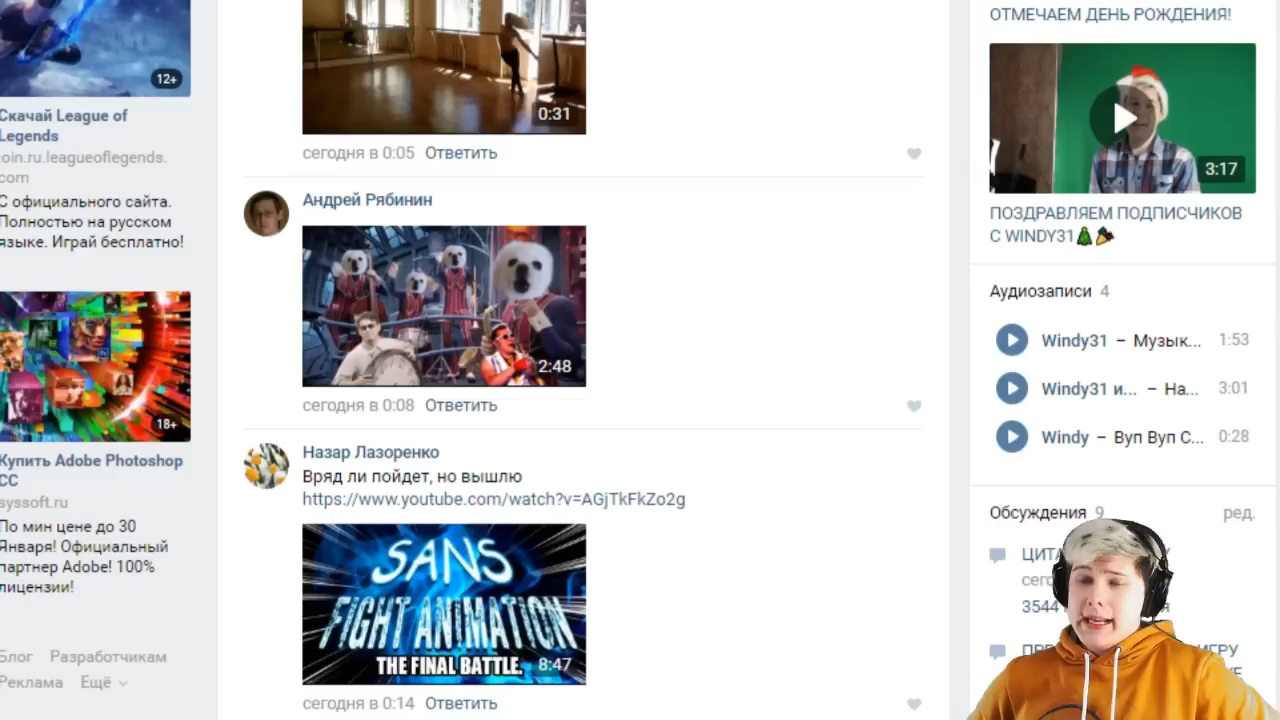 12+
Скачай League of
Legends
oin.ru.leagueoflegends.
com
С официального сайта.
Полностью на русском
языке. Играй бесплатно!
18+
Купить Adobe Photoshop
CC
syssoft.ru
По мин цене до 30
Января! Официальный
партнер Adobe! 100%
лицензии!
Блог Разработчикам
Реклама Ещё
0:31
сегодня в 0:05 Ответить
Андрей Рябинин
2:48
сегодня в 0:08 Ответить
Назар Лазоренко
Вряд ли пойдет, но вышлю
https://www.youtube.com/watch?v=AGjTkFkZo2g
SANS
FIGHT ANIMATION
THE FINAL BATTLE.
8:47
сегодня в 0:14 Ответить
ОТМЕЧАЕМ ДЕНЬ РОЖДЕНИЯ!
3:17
ПОЗДРАВЛЯЕМ ПОДПИСЧИКОВ
С WINDY31🎄🎉
Аудиозаписи 4
Windy31 – Музык... 1:53
Windy31 и... – На... 3:01
Windy – Вуп Вуп С... 0:28
Обсуждения 9 ред.
3544